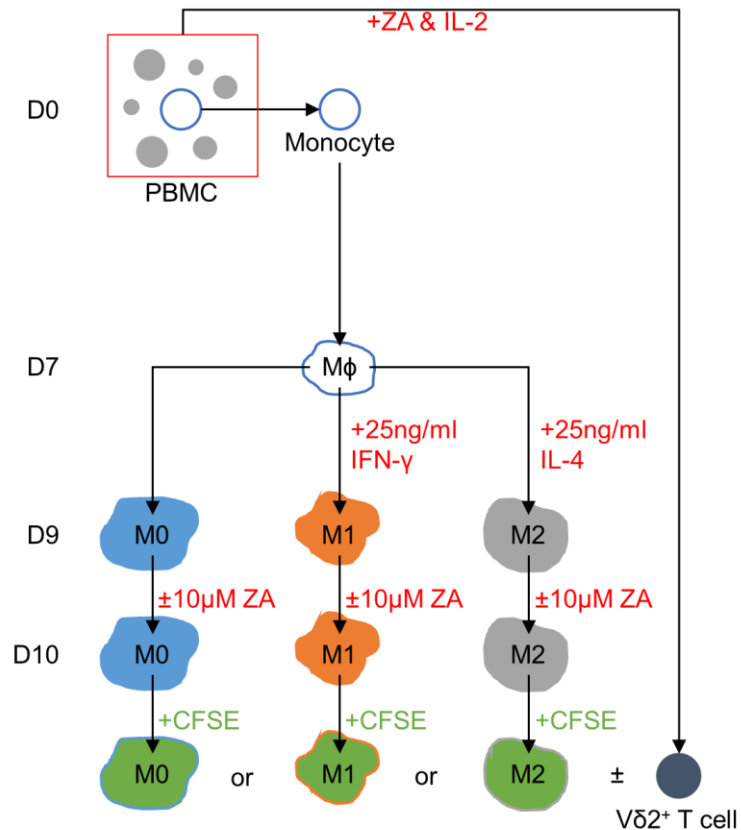 +ZA & IL-2
D0
Monocyte
PBMC
D7
Mϕ
+25ng/ml
IFN-γ
+25ng/ml
IL-4
D9
M0
M1
M2
±10µM ZA
±10µM ZA
±10µM ZA
D10
M0
M1
M2
+CFSE
+CFSE
+CFSE
M0 or M1 or M2 ±
Vδ2⁺ T cell